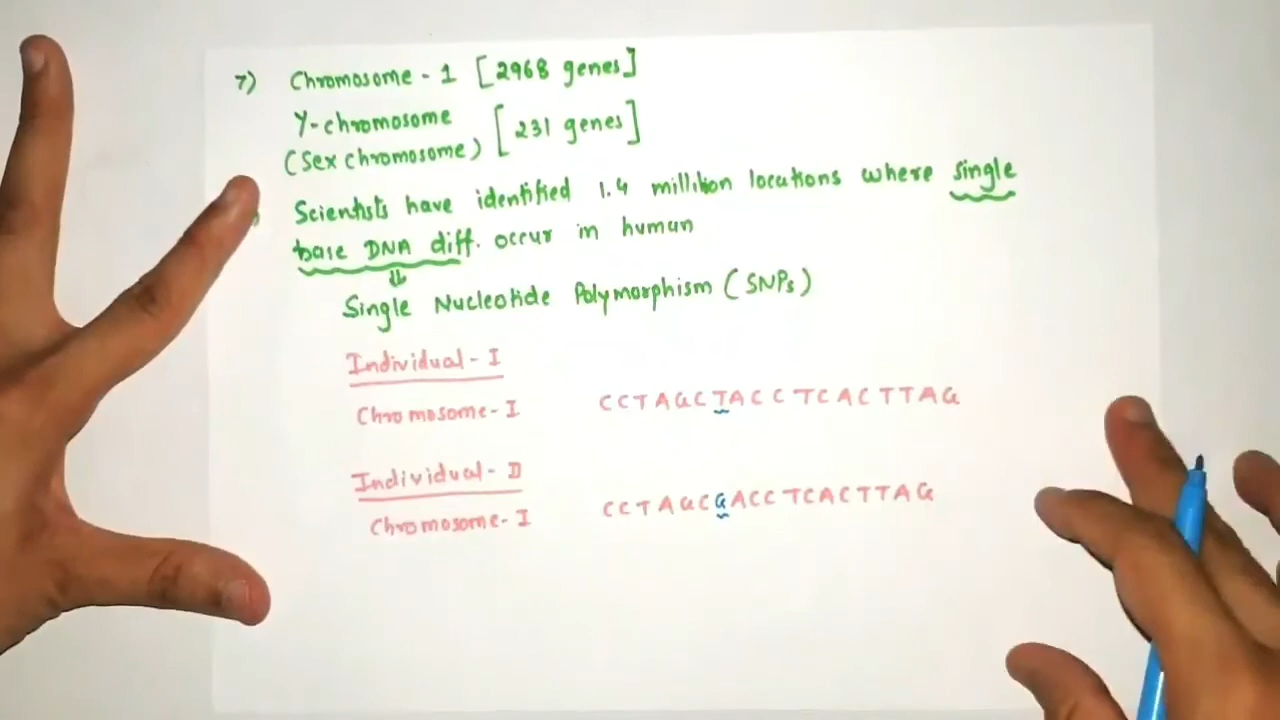 7) Chromosome - 1 [2968 genes]
Y-chromosome
(Sex chromosome) [231 genes]
Scientists have identified 1.4 millilion locations where single
base DNA diff. occur in human
⇓
Single Nucleotide Polymorphism (SNPs)
Individual - I
Chromosome - I CCTAGCTACCTCACTTAG
Individual - II
Chromosome - I CCTAGCGACCTCACTTAG